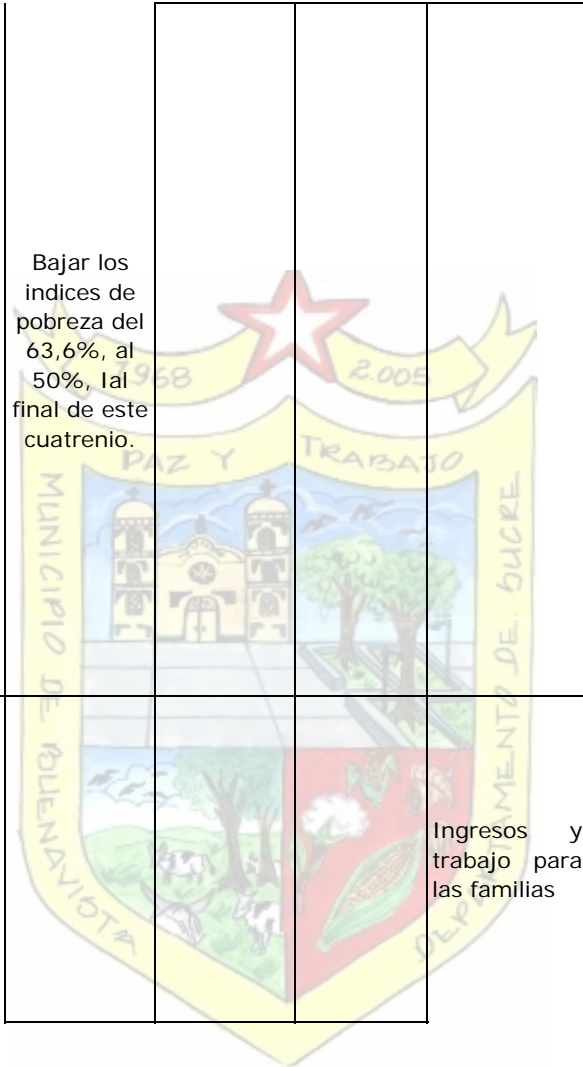 Bajar los
indices de
pobreza del
63,6%, al
50%, lal
final de este
cuatrenio.
1968
2.005
PAZ Y TRABAJO
MUNICIPIO DE BUENAVISTA
DEPARTAMENTO DE SUCRE
Ingresos y
trabajo para
las familias